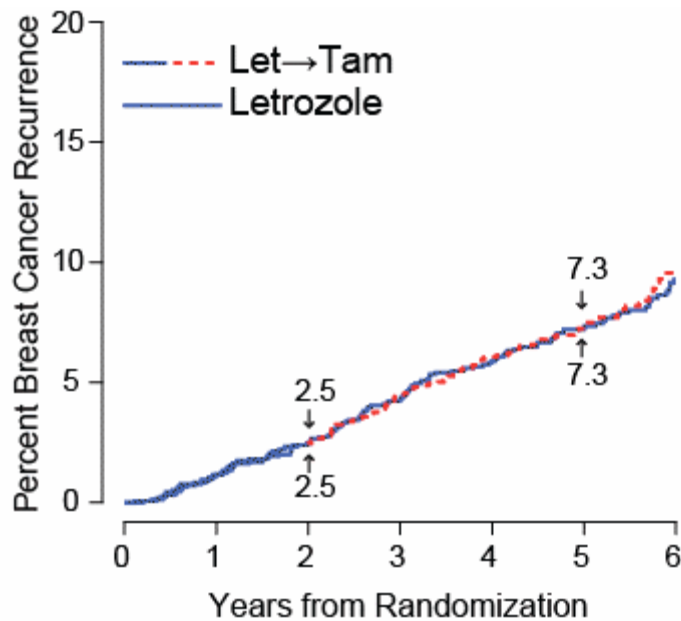 Percent Breast Cancer Recurrence
20
15
10
5
0
Let→Tam
Letrozole
2.5
2.5
7.3
7.3
0 1 2 3 4 5 6
Years from Randomization